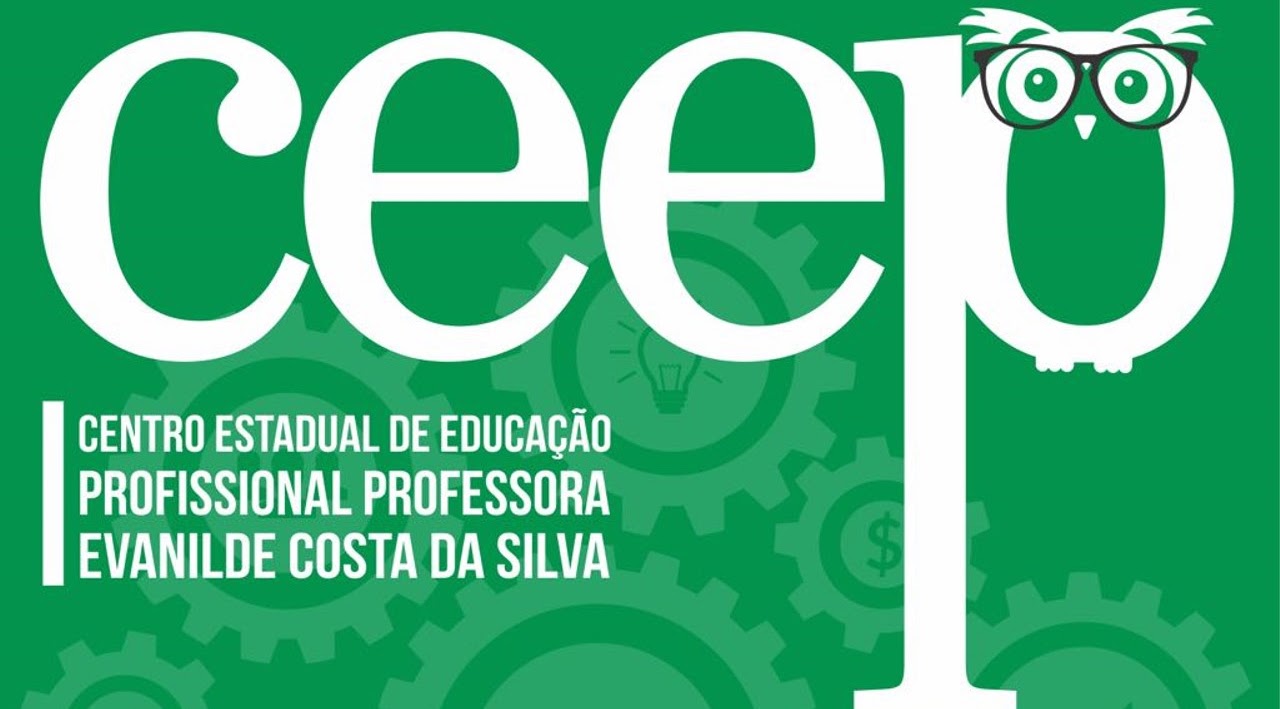 ceep
CENTRO ESTADUAL DE EDUCAÇÃO
PROFISSIONAL PROFESSORA
EVANILDE COSTA DA SILVA
$